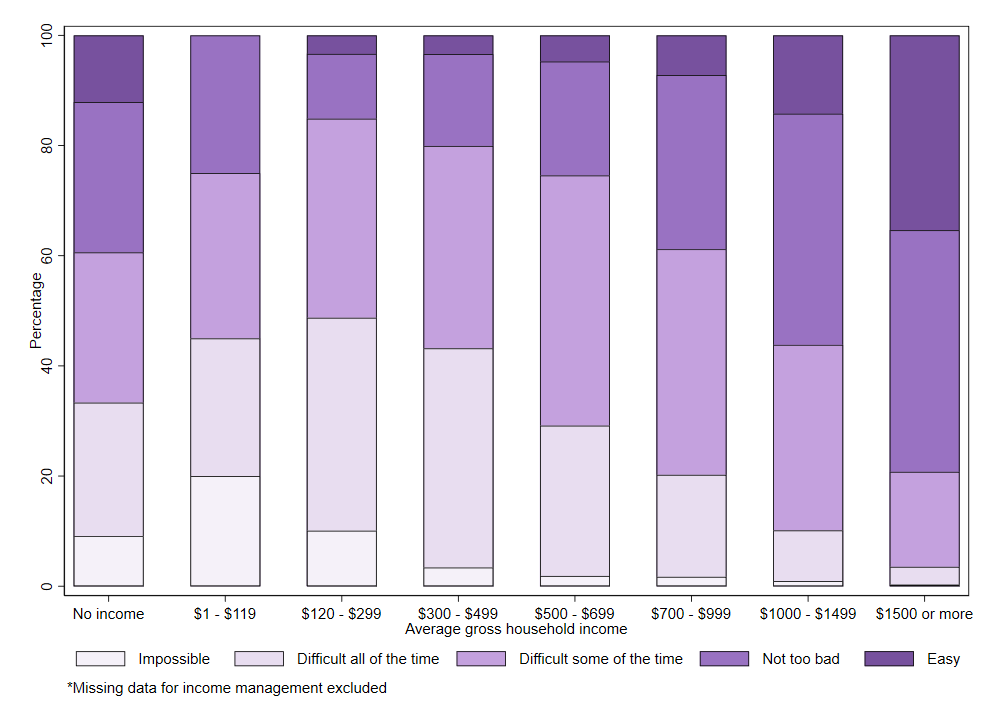 100
80
60
40
20
0
Percentage
No income $1 - $119 $120 - $299 $300 - $499 $500 - $699 $700 - $999 $1000 - $1499 $1500 or more
Average gross household income
Impossible Difficult all of the time Difficult some of the time Not too bad Easy
*Missing data for income management excluded